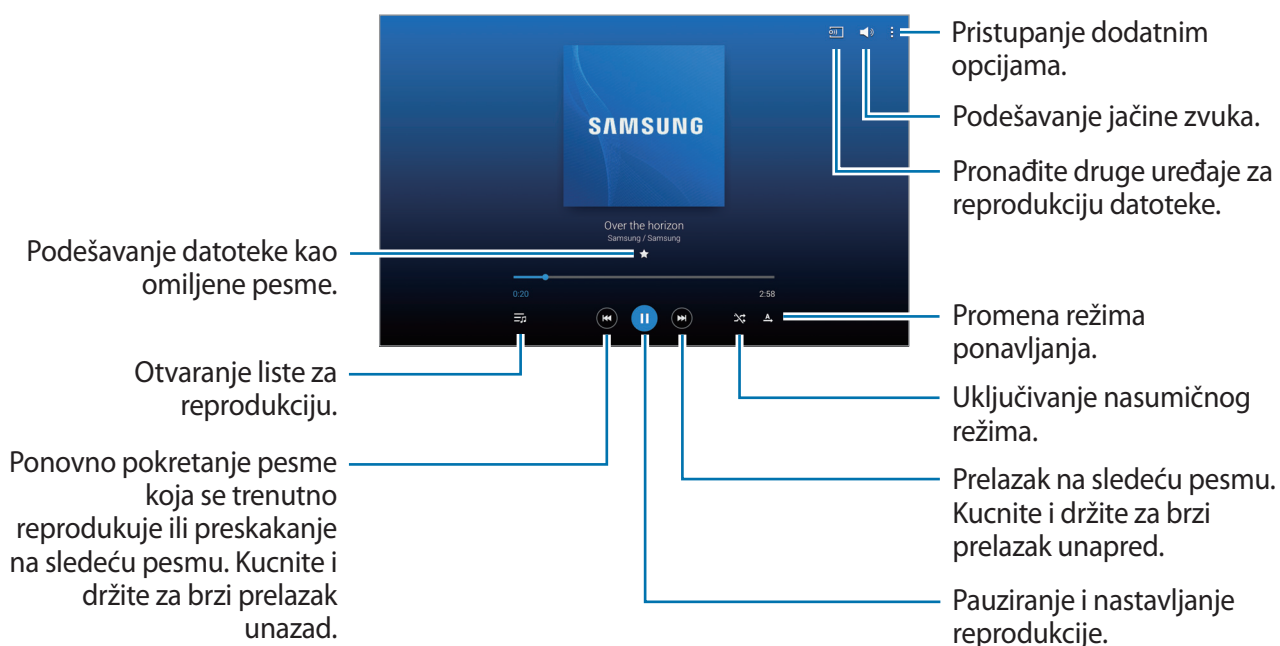 Pristupanje dodatnim
opcijama.
Podešavanje jačine zvuka.
Pronađite druge uređaje za
reprodukciju datoteke.
SAMSUNG
Over the horizon
Samsung / Samsung
Podešavanje datoteke kao
omiljene pesme.
0:20
2:58
A
Promena režima
ponavljanja.
Otvaranje liste za
reprodukciju.
Uključivanje nasumičnog
režima.
Ponovno pokretanje pesme
koja se trenutno
reprodukuje ili preskakanje
na sledeću pesmu. Kucnite i
držite za brzi prelazak
unazad.
Prelazak na sledeću pesmu.
Kucnite i držite za brzi
prelazak unapred.
Pauziranje i nastavljanje
reprodukcije.